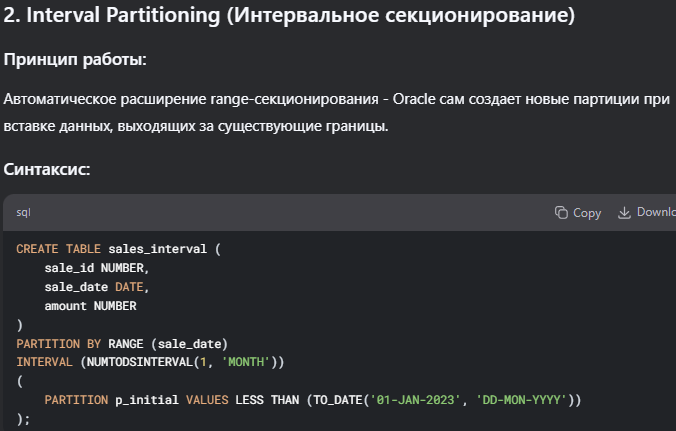 2. Interval Partitioning (Интервальное секционирование)
Принцип работы:
Автоматическое расширение range-секционирования - Oracle сам создает новые партиции при
вставке данных, выходящих за существующие границы.
Синтаксис:
sql Copy Downlo
CREATE TABLE sales_interval (
    sale_id NUMBER,
    sale_date DATE,
    amount NUMBER
)
PARTITION BY RANGE (sale_date)
INTERVAL (NUMTODSINTERVAL(1, 'MONTH'))
(
    PARTITION p_initial VALUES LESS THAN (TO_DATE('01-JAN-2023', 'DD-MON-YYYY'))
);